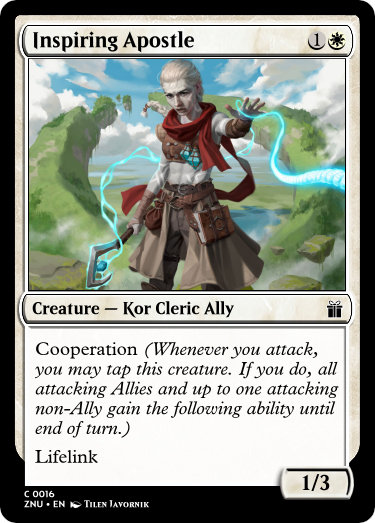 Inspiring Apostle 1
Creature — Kor Cleric Ally
Cooperation (Whenever you attack,
you may tap this creature. If you do, all
attacking Allies and up to one attacking
non-Ally gain the following ability until
end of turn.)
Lifelink
1/3
C 0016
ZNU • EN Tilen Javornik